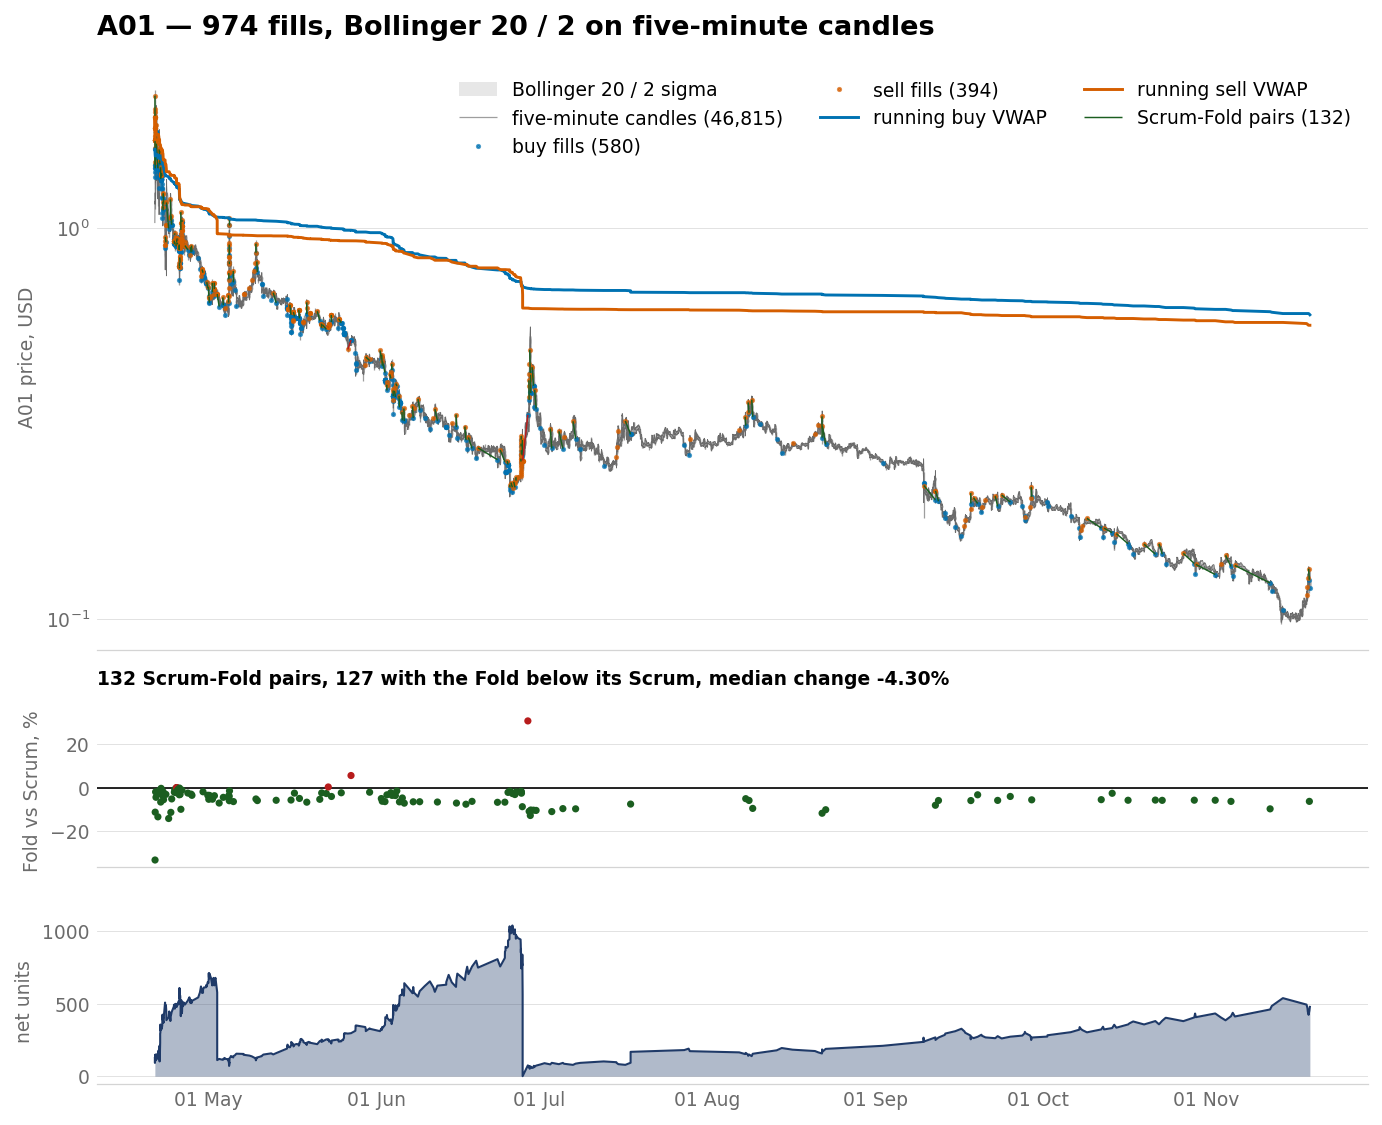 A01 — 974 fills, Bollinger 20 / 2 on five-minute candles
Bollinger 20 / 2 sigma
five-minute candles (46,815)
buy fills (580)
sell fills (394)
running buy VWAP
running sell VWAP
Scrum-Fold pairs (132)
A01 price, USD
10⁰
10⁻¹
132 Scrum-Fold pairs, 127 with the Fold below its Scrum, median change -4.30%
Fold vs Scrum, %
20
0
−20
net units
1000
500
0
01 May
01 Jun
01 Jul
01 Aug
01 Sep
01 Oct
01 Nov